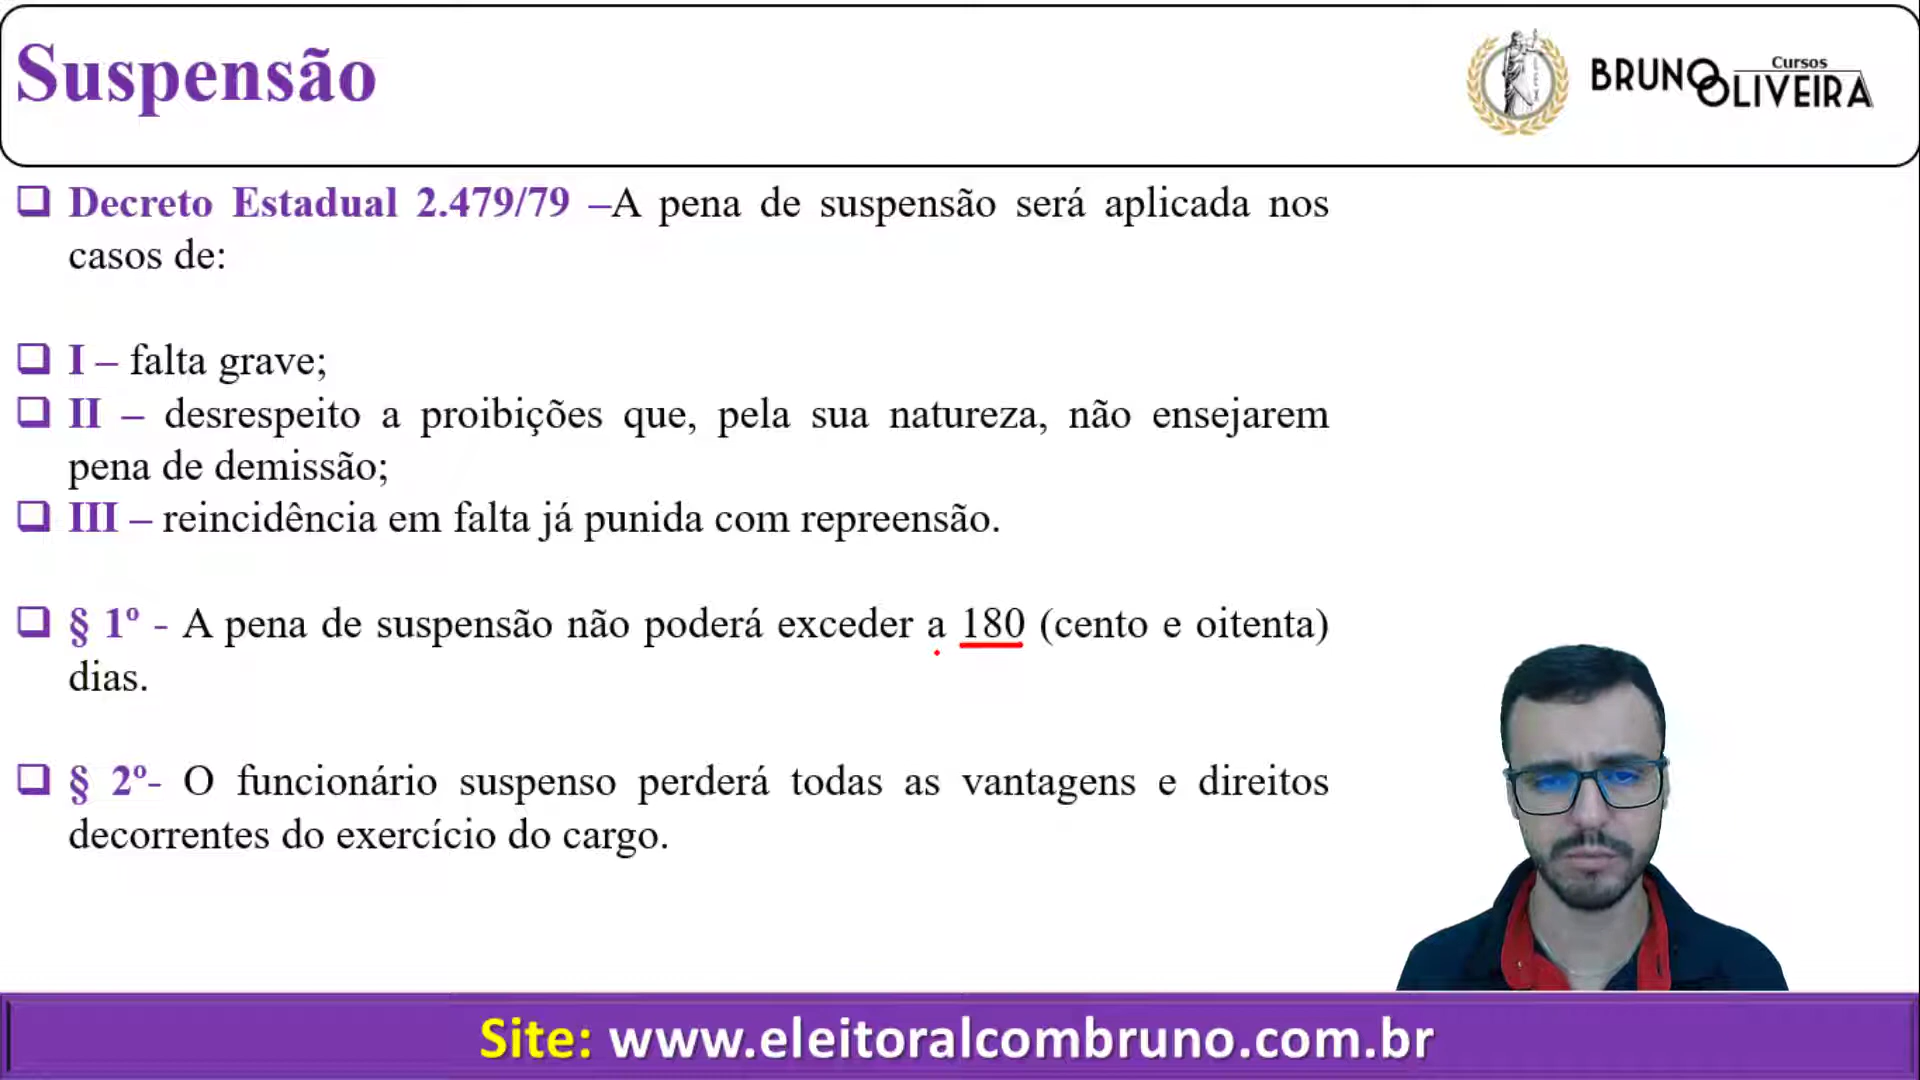 Suspensão
Cursos
BRUNO OLIVEIRA
Decreto Estadual 2.479/79 –A pena de suspensão será aplicada nos
casos de:
I – falta grave;
II – desrespeito a proibições que, pela sua natureza, não ensejarem
pena de demissão;
III – reincidência em falta já punida com repreensão.
§ 1º - A pena de suspensão não poderá exceder a 180 (cento e oitenta)
dias.
§ 2º- O funcionário suspenso perderá todas as vantagens e direitos
decorrentes do exercício do cargo.
Site: www.eleitoralcombruno.com.br